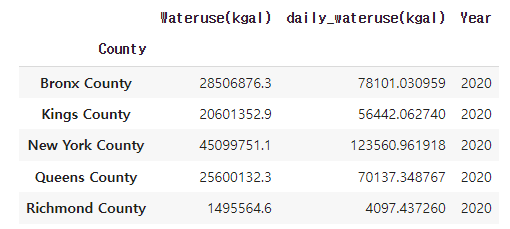 Wateruse(kgal) daily_wateruse(kgal) Year
County
Bronx County 28506876.3 78101.030959 2020
Kings County 20601352.9 56442.062740 2020
New York County 45099751.1 123560.961918 2020
Queens County 25600132.3 70137.348767 2020
Richmond County 1495564.6 4097.437260 2020